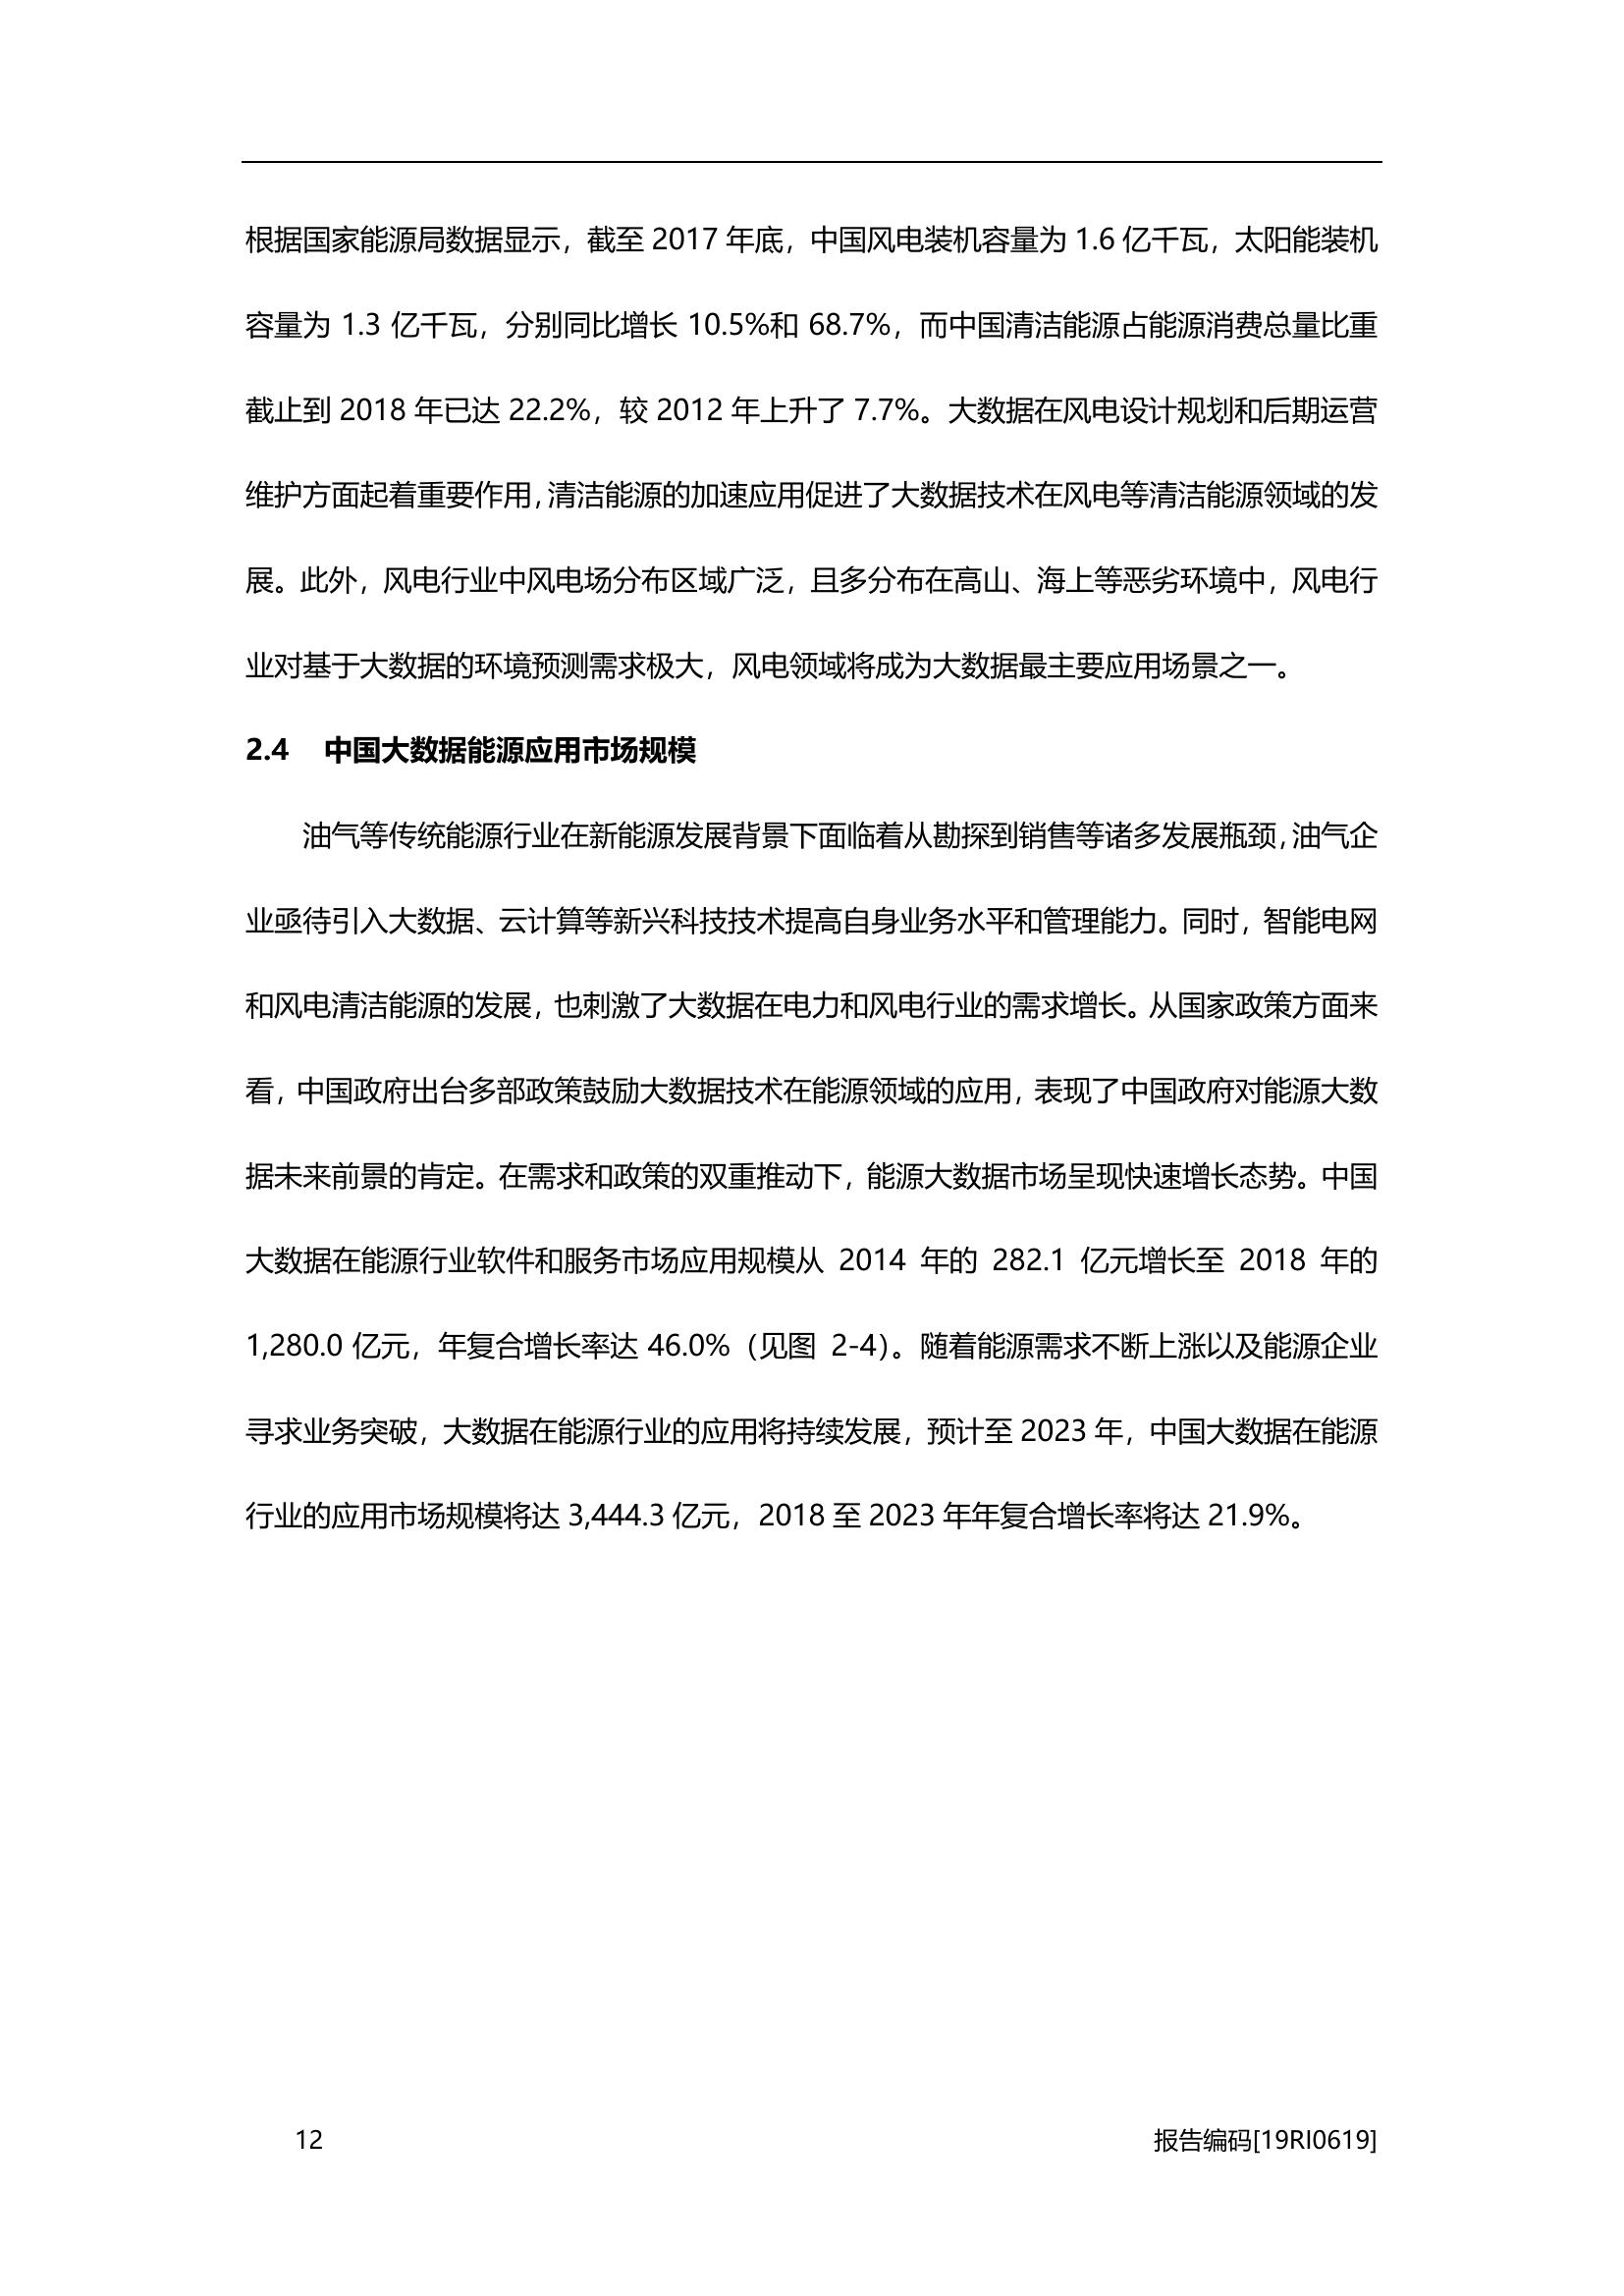 根据国家能源局数据显示，截至 2017 年底，中国风电装机容量为 1.6 亿千瓦，太阳能装机
容量为 1.3 亿千瓦，分别同比增长 10.5%和 68.7%，而中国清洁能源占能源消费总量比重
截止到 2018 年已达 22.2%，较 2012 年上升了 7.7%。大数据在风电设计规划和后期运营
维护方面起着重要作用，清洁能源的加速应用促进了大数据技术在风电等清洁能源领域的发
展。此外，风电行业中风电场分布区域广泛，且多分布在高山、海上等恶劣环境中，风电行
业对基于大数据的环境预测需求极大，风电领域将成为大数据最主要应用场景之一。
2.4 中国大数据能源应用市场规模
油气等传统能源行业在新能源发展背景下面临着从勘探到销售等诸多发展瓶颈，油气企
业亟待引入大数据、云计算等新兴科技技术提高自身业务水平和管理能力。同时，智能电网
和风电清洁能源的发展，也刺激了大数据在电力和风电行业的需求增长。从国家政策方面来
看，中国政府出台多部政策鼓励大数据技术在能源领域的应用，表现了中国政府对能源大数
据未来前景的肯定。在需求和政策的双重推动下，能源大数据市场呈现快速增长态势。中国
大数据在能源行业软件和服务市场应用规模从 2014 年的 282.1 亿元增长至 2018 年的
1,280.0 亿元，年复合增长率达 46.0%（见图 2-4）。随着能源需求不断上涨以及能源企业
寻求业务突破，大数据在能源行业的应用将持续发展，预计至 2023 年，中国大数据在能源
行业的应用市场规模将达 3,444.3 亿元，2018 至 2023 年年复合增长率将达 21.9%。
12 报告编码[19RI0619]